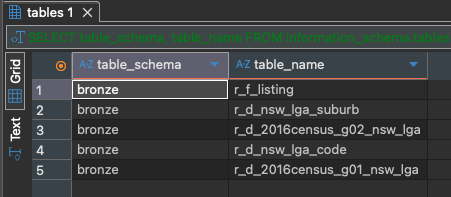 tables 1
SELECT table_schema, table_name FROM information_schema.tables
Grid
Text
A-Z table_schema A-Z table_name
1 bronze r_f_listing
2 bronze r_d_nsw_lga_suburb
3 bronze r_d_2016census_g02_nsw_lga
4 bronze r_d_nsw_lga_code
5 bronze r_d_2016census_g01_nsw_lga